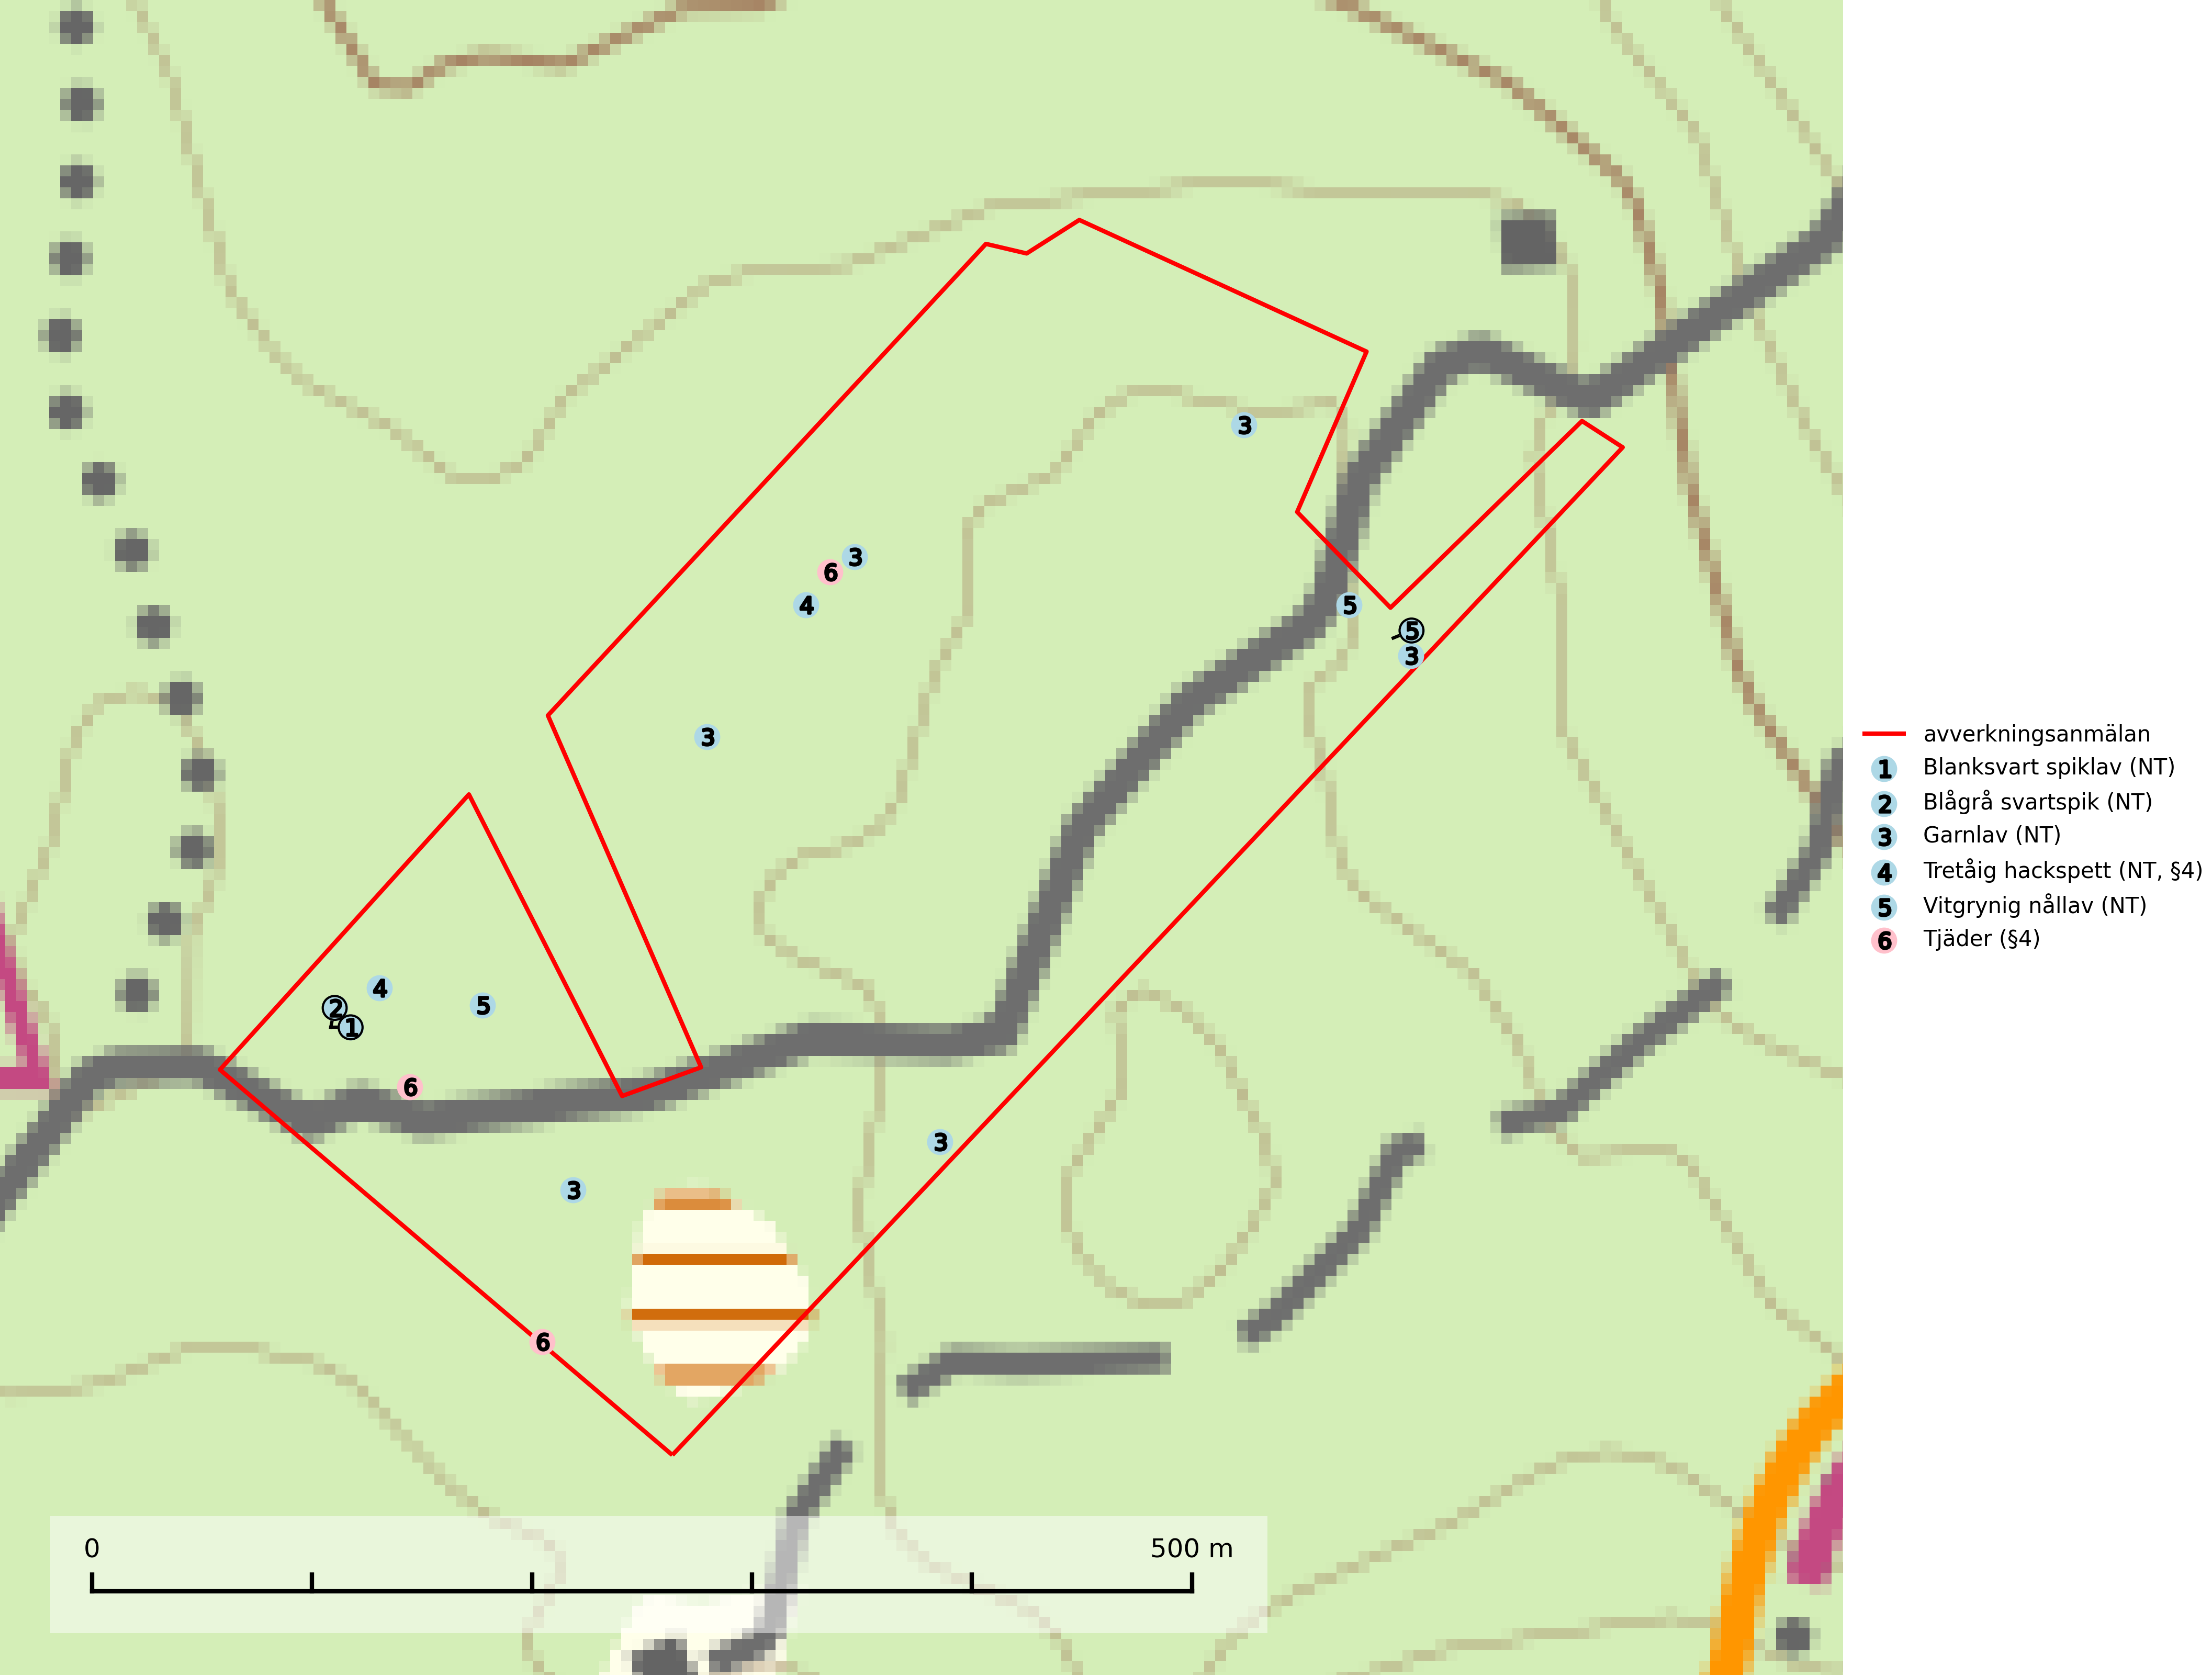 3
3
6
4
5
5
3
3
4
2
5
1
6
3
3
6
0
500 m
avverkningsanmälan
1 Blanksvart spiklav (NT)
2 Blågrå svartspik (NT)
3 Garnlav (NT)
4 Tretåig hackspett (NT, §4)
5 Vitgrynig nållav (NT)
6 Tjäder (§4)